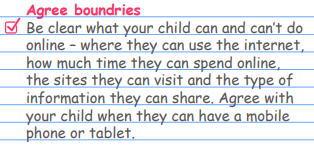 Agree boundries
Be clear what your child can and can't do
online – where they can use the internet,
how much time they can spend online,
the sites they can visit and the type of
information they can share. Agree with
your child when they can have a mobile
phone or tablet.